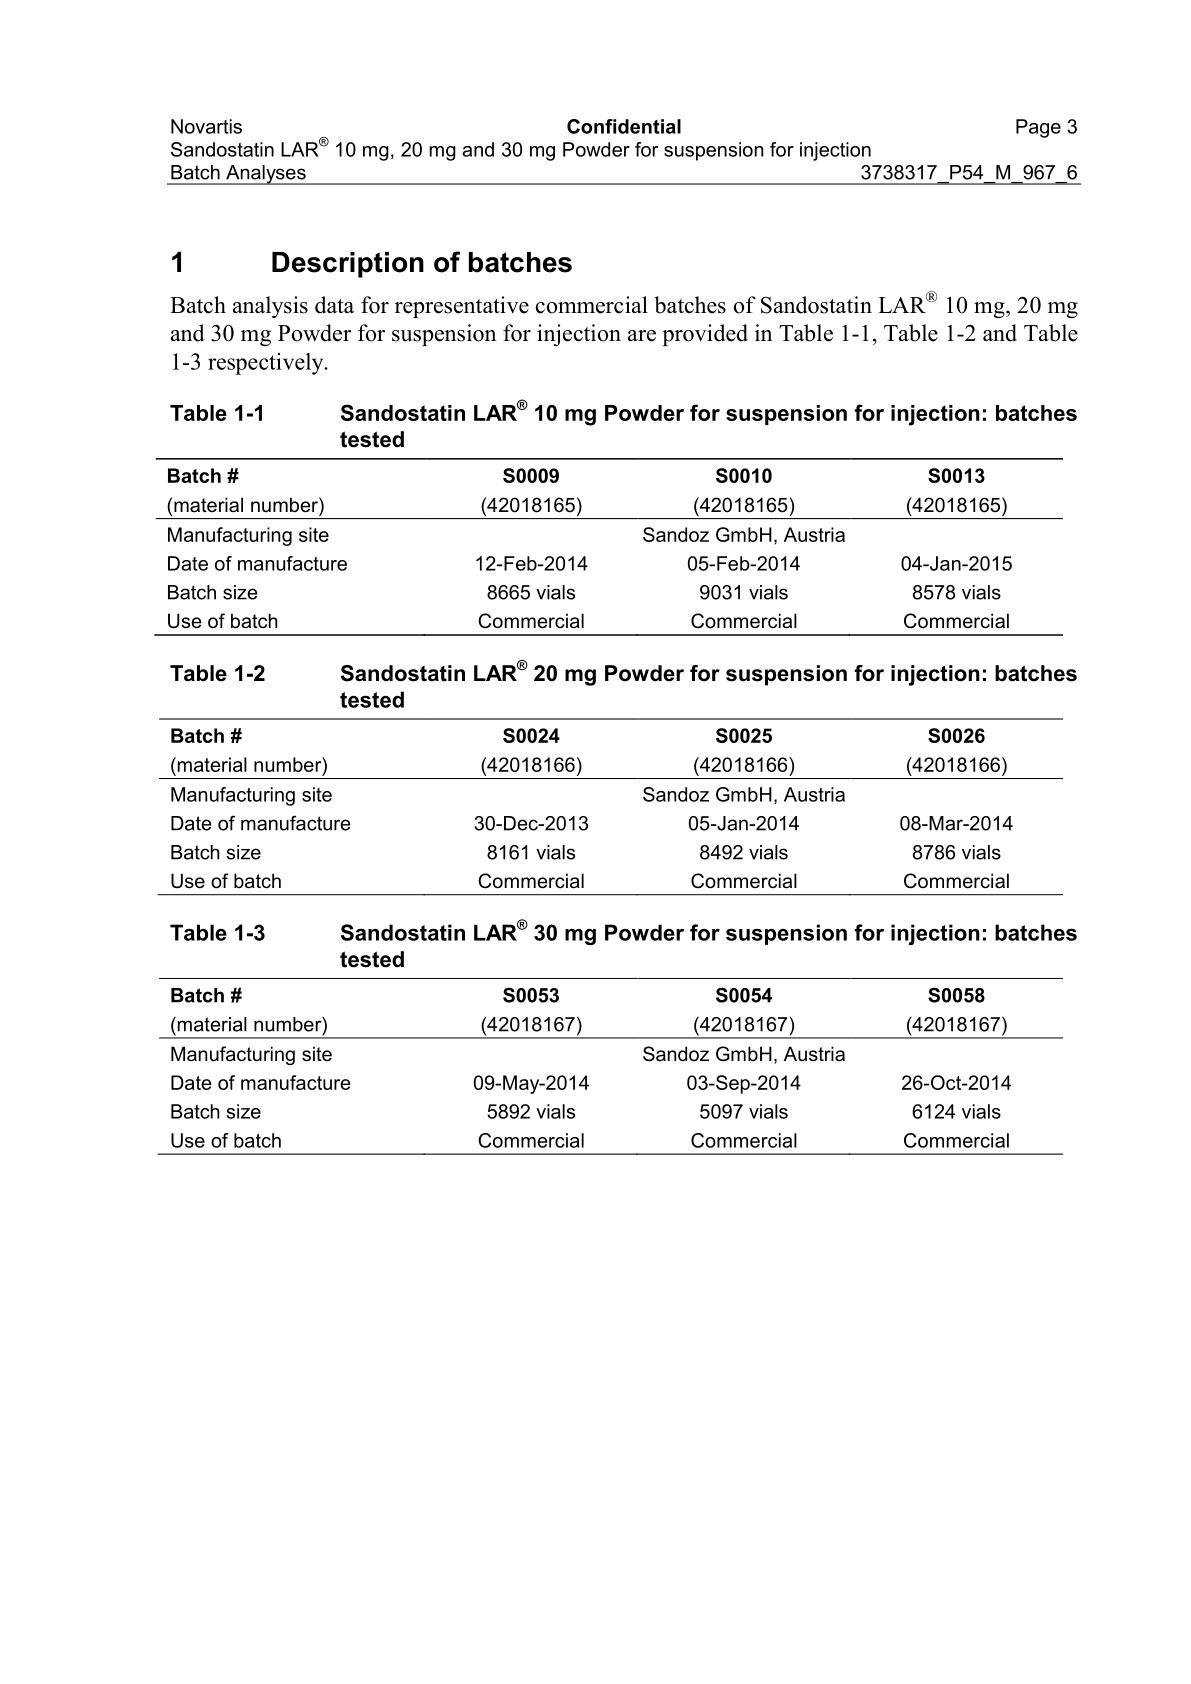 Novartis Confidential Page 3
Sandostatin LAR® 10 mg, 20 mg and 30 mg Powder for suspension for injection
Batch Analyses 3738317_P54_M_967_6
1 Description of batches
Batch analysis data for representative commercial batches of Sandostatin LAR® 10 mg, 20 mg
and 30 mg Powder for suspension for injection are provided in Table 1-1, Table 1-2 and Table
1-3 respectively.
Table 1-1 Sandostatin LAR® 10 mg Powder for suspension for injection: batches
tested
Batch # S0009 S0010 S0013
(material number) (42018165) (42018165) (42018165)
Manufacturing site Sandoz GmbH, Austria
Date of manufacture 12-Feb-2014 05-Feb-2014 04-Jan-2015
Batch size 8665 vials 9031 vials 8578 vials
Use of batch Commercial Commercial Commercial
Table 1-2 Sandostatin LAR® 20 mg Powder for suspension for injection: batches
tested
Batch # S0024 S0025 S0026
(material number) (42018166) (42018166) (42018166)
Manufacturing site Sandoz GmbH, Austria
Date of manufacture 30-Dec-2013 05-Jan-2014 08-Mar-2014
Batch size 8161 vials 8492 vials 8786 vials
Use of batch Commercial Commercial Commercial
Table 1-3 Sandostatin LAR® 30 mg Powder for suspension for injection: batches
tested
Batch # S0053 S0054 S0058
(material number) (42018167) (42018167) (42018167)
Manufacturing site Sandoz GmbH, Austria
Date of manufacture 09-May-2014 03-Sep-2014 26-Oct-2014
Batch size 5892 vials 5097 vials 6124 vials
Use of batch Commercial Commercial Commercial